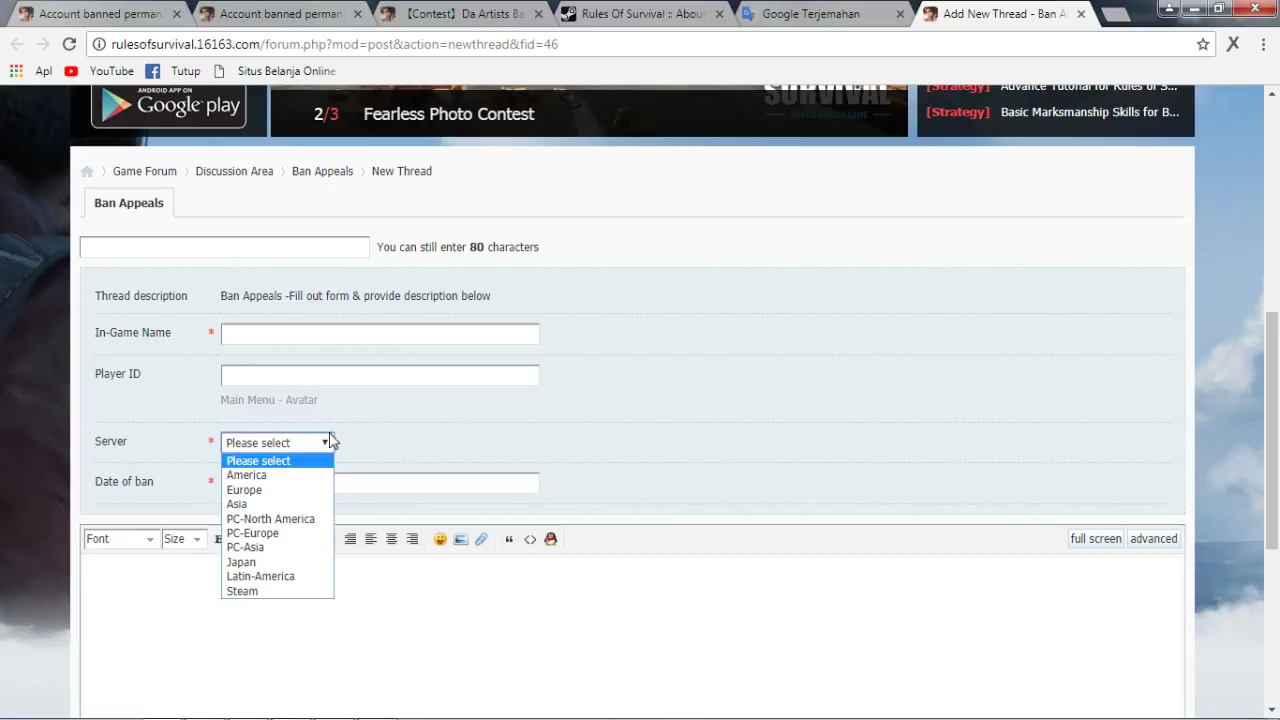 Account banned perman
Account banned perman
【Contest】Da Artists Ba
Rules Of Survival :: Abou
Google Terjemahan
Add New Thread - Ban A
rulesofsurvival.16163.com/forum.php?mod=post&action=newthread&fid=46
Apl
YouTube
Tutup
Situs Belanja Online
ANDROID APP ON
Google play
2/3
Fearless Photo Contest
SURVIVAL
[Strategy] Advance Tutorial for Rules of S...
[Strategy] Basic Marksmanship Skills for B...
Game Forum
Discussion Area
Ban Appeals
New Thread
Ban Appeals
You can still enter 80 characters
Thread description
Ban Appeals -Fill out form & provide description below
In-Game Name *
Player ID
Main Menu - Avatar
Server *
Please select
Please select
America
Europe
Asia
PC-North America
PC-Europe
PC-Asia
Japan
Latin-America
Steam
Date of ban *
Font
Size
B
full screen
advanced